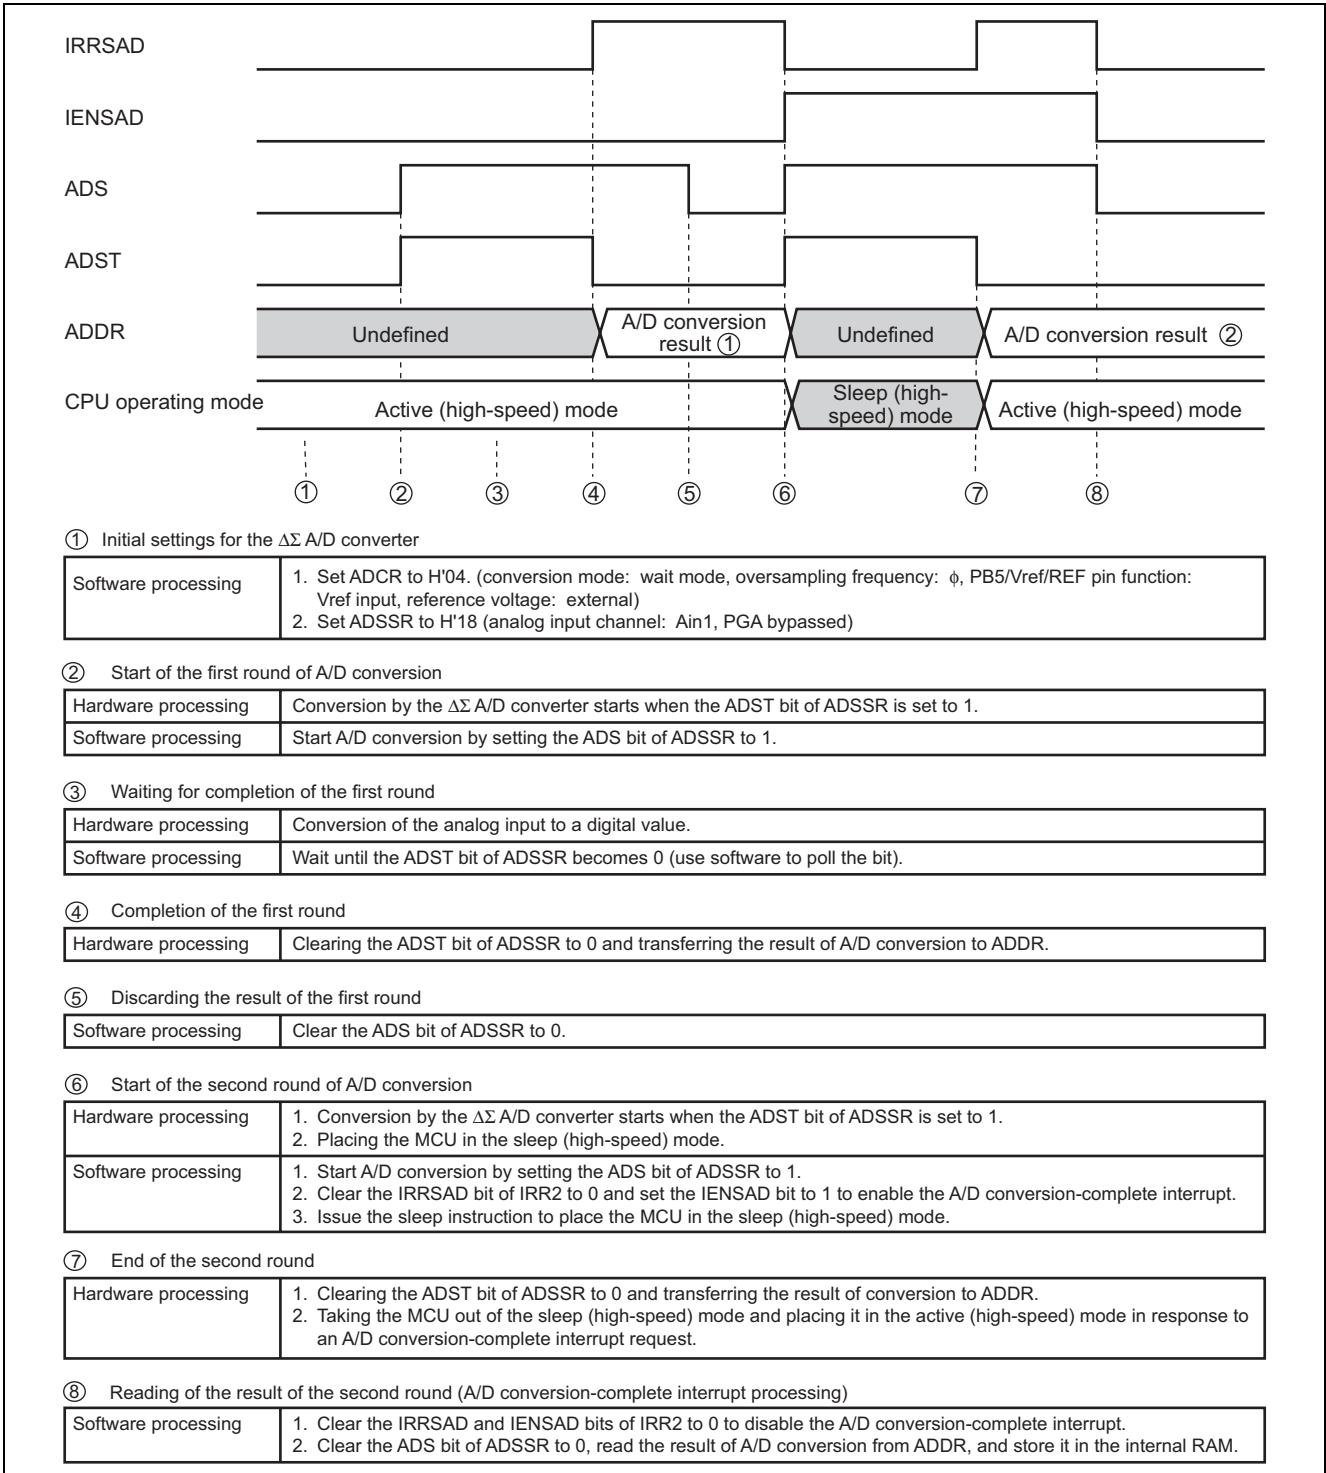 IRRSAD
IENSAD
ADS
ADST
ADDR
Undefined
A/D conversion
result ①
Undefined
A/D conversion result ②
CPU operating mode
Active (high-speed) mode
Sleep (high-
speed) mode
Active (high-speed) mode
① ② ③ ④ ⑤ ⑥ ⑦ ⑧
① Initial settings for the ΔΣ A/D converter
Software processing
1. Set ADCR to H'04. (conversion mode: wait mode, oversampling frequency: ϕ, PB5/Vref/REF pin function:
Vref input, reference voltage: external)
2. Set ADSSR to H'18 (analog input channel: Ain1, PGA bypassed)
② Start of the first round of A/D conversion
Hardware processing Conversion by the ΔΣ A/D converter starts when the ADST bit of ADSSR is set to 1.
Software processing Start A/D conversion by setting the ADS bit of ADSSR to 1.
③ Waiting for completion of the first round
Hardware processing Conversion of the analog input to a digital value.
Software processing Wait until the ADST bit of ADSSR becomes 0 (use software to poll the bit).
④ Completion of the first round
Hardware processing Clearing the ADST bit of ADSSR to 0 and transferring the result of A/D conversion to ADDR.
⑤ Discarding the result of the first round
Software processing Clear the ADS bit of ADSSR to 0.
⑥ Start of the second round of A/D conversion
Hardware processing 1. Conversion by the ΔΣ A/D converter starts when the ADST bit of ADSSR is set to 1.
2. Placing the MCU in the sleep (high-speed) mode.
Software processing 1. Start A/D conversion by setting the ADS bit of ADSSR to 1.
2. Clear the IRRSAD bit of IRR2 to 0 and set the IENSAD bit to 1 to enable the A/D conversion-complete interrupt.
3. Issue the sleep instruction to place the MCU in the sleep (high-speed) mode.
⑦ End of the second round
Hardware processing 1. Clearing the ADST bit of ADSSR to 0 and transferring the result of conversion to ADDR.
2. Taking the MCU out of the sleep (high-speed) mode and placing it in the active (high-speed) mode in response to
an A/D conversion-complete interrupt request.
⑧ Reading of the result of the second round (A/D conversion-complete interrupt processing)
Software processing 1. Clear the IRRSAD and IENSAD bits of IRR2 to 0 to disable the A/D conversion-complete interrupt.
2. Clear the ADS bit of ADSSR to 0, read the result of A/D conversion from ADDR, and store it in the internal RAM.